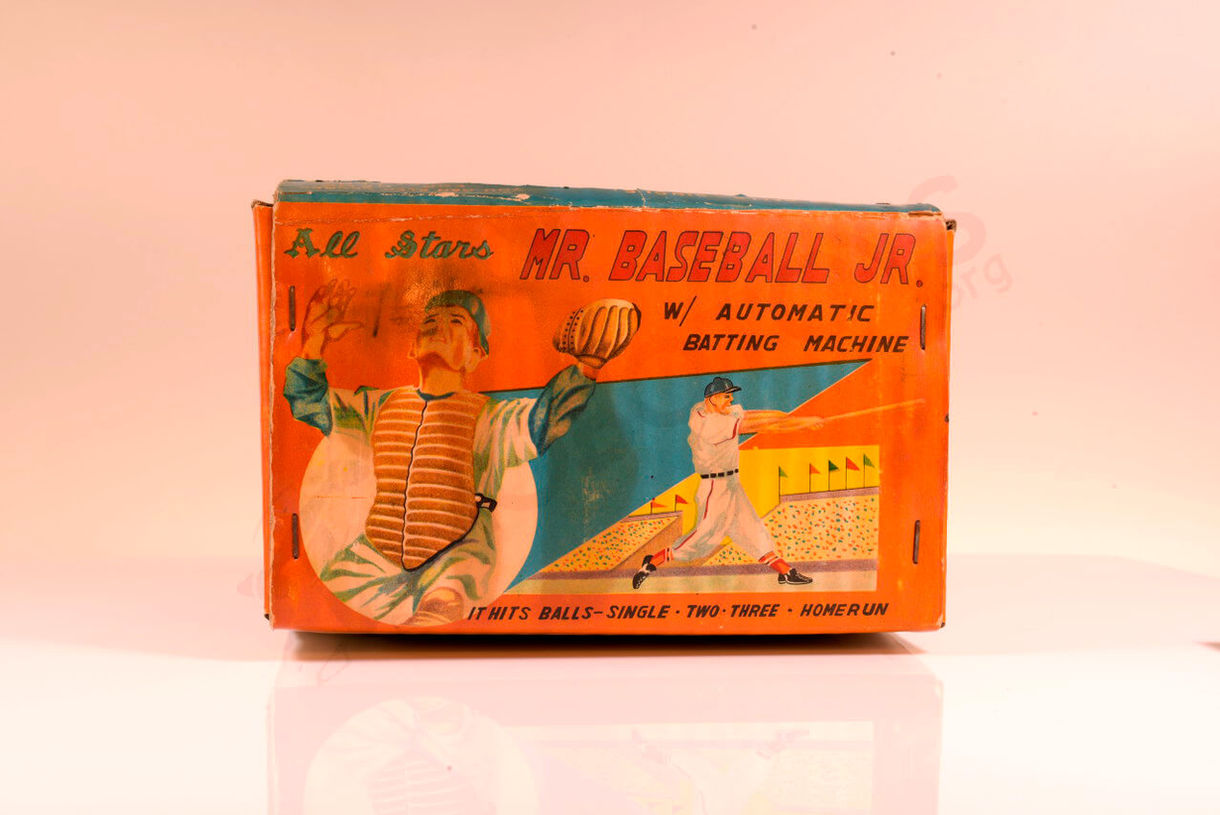 All Stars
MR. BASEBALL JR.
W/ AUTOMATIC
BATTING MACHINE
IT HITS BALLS-SINGLE · TWO · THREE · HOMERUN